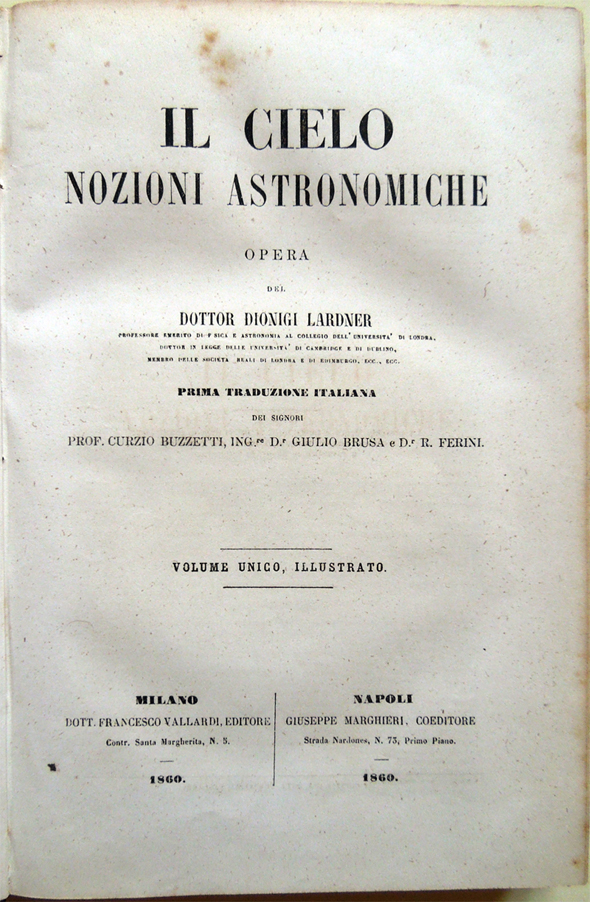 IL CIELO
NOZIONI ASTRONOMICHE
OPERA
DEL
DOTTOR DIONIGI LARDNER
PROFESSORE EMERITO DI FISICA E ASTRONOMIA AL COLLEGIO DELL' UNIVERSITA' DI LONDRA,
DOTTOR IN LEGGE DELLE UNIVERSITA' DI CAMBRIDGE E DI DUBLINO,
MEMBRO DELLE SOCIETÀ REALI DI LONDRA E DI EDIMBURGO, ECC., ECC.
PRIMA TRADUZIONE ITALIANA
DEI SIGNORI
PROF. CURZIO BUZZETTI, ING.re D.r GIULIO BRUSA e D.r R. FERINI.
VOLUME UNICO, ILLUSTRATO.
MILANO
DOTT. FRANCESCO VALLARDI, EDITORE
Contr. Santa Margherita, N. 5.
1860.
NAPOLI
GIUSEPPE MARGHIERI, COEDITORE
Strada Nardones, N. 73, Primo Piano.
1860.